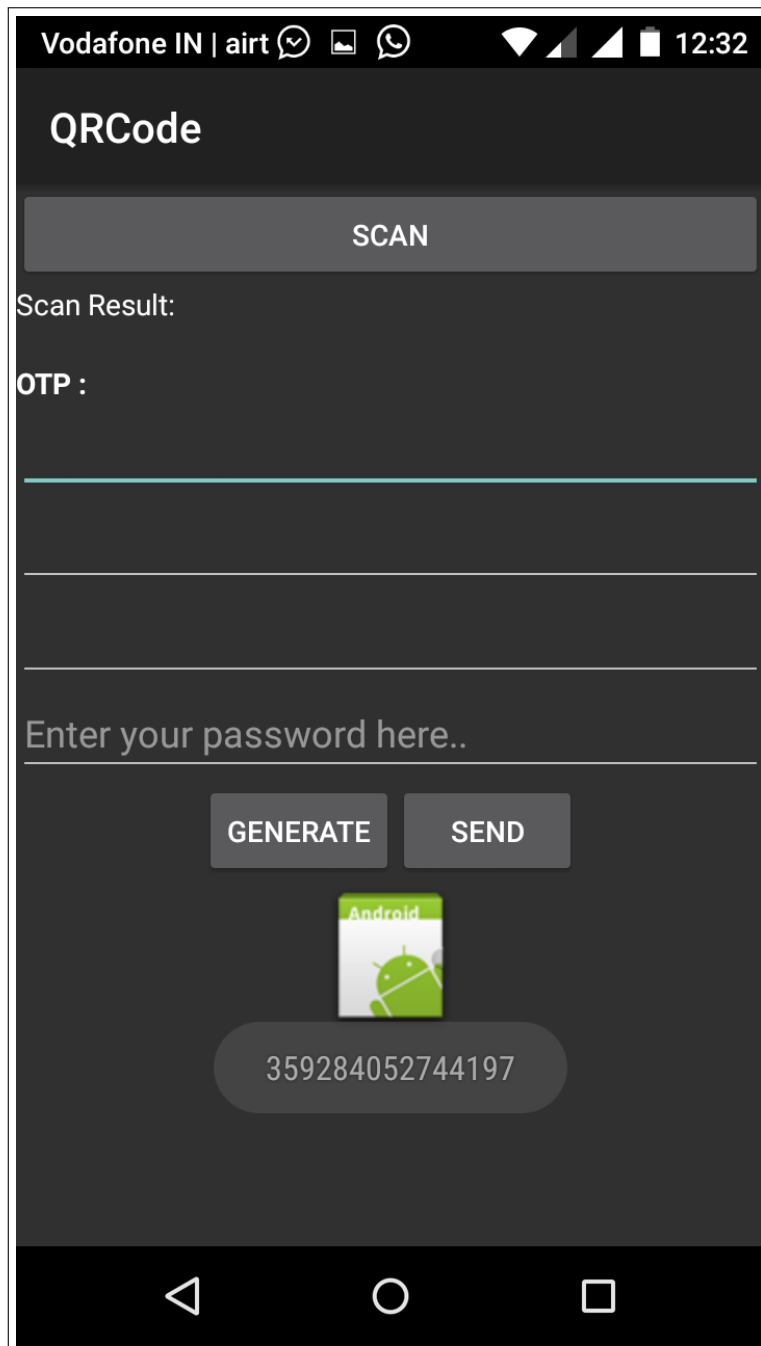 Vodafone IN | airt 12:32
QRCode
SCAN
Scan Result:
OTP :
Enter your password here..
GENERATE SEND
Android
359284052744197